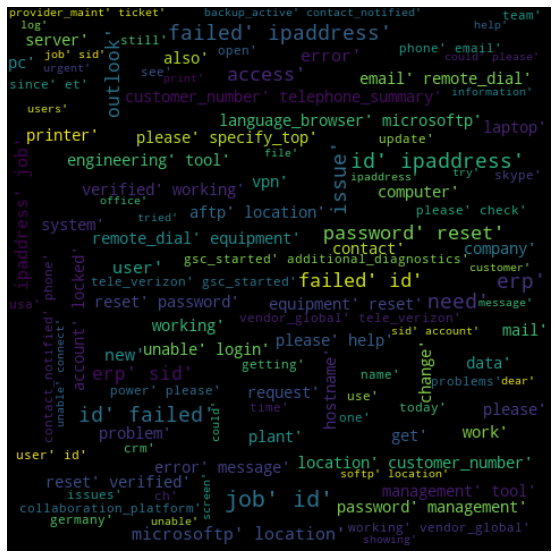 provider_maint' ticket'
backup_active' contact_notified'
team'
log'
server'
still'
failed' ipaddress'
open'
phone' email'
help'
pc'
job' sid'
outlook'
also'
error'
could' please'
since' et'
urgent'
see'
print'
access'
email' remote_dial'
information'
customer_number' telephone_summary'
users'
language_browser' microsoftp'
laptop'
printer'
please' specify_top'
update'
engineering' tool'
file'
issue'
id' ipaddress'
ipaddress' job'
vpn'
ipaddress'
try'
skype'
verified' working'
computer'
office'
aftp' location'
please' check'
system'
tried'
remote_dial' equipment'
password' reset'
contact'
company'
gsc_started' additional_diagnostics'
user'
customer'
tele_verizon' gsc_started'
failed' id'
erp'
usa'
account' locked'
reset' password'
equipment' reset'
need'
message'
contact_notified' phone'
unable' connect'
vendor_global' tele_verizon'
working'
sid' account'
new'
unable' login'
please' help'
mail'
hostname'
change'
getting'
data'
erp' sid'
name'
problems'
dear'
power' please'
request'
use'
id' failed'
could'
time'
today'
please'
problem'
plant'
one'
get'
work'
crm'
user' id'
error' message'
location' customer_number'
softp' location'
reset' verified'
issues'
ch'
screen'
management' tool'
collaboration_platform'
job' id'
password' management'
germany'
unable'
microsoftp' location'
working' vendor_global'
showing'